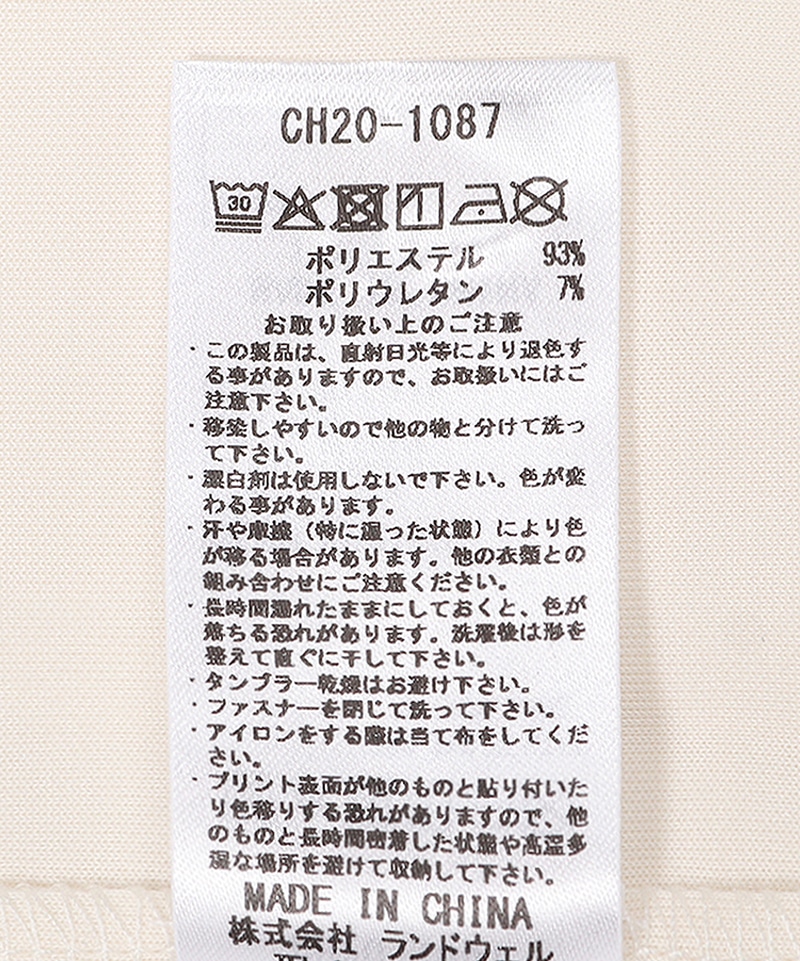 CH20-1087
30
ポリエステル 93%
ポリウレタン 7%
お取り扱い上のご注意
・この製品は、直射日光等により退色す
る事がありますので、お取扱いにはご
注意下さい。
・移染しやすいので他の物と分けて洗っ
て下さい。
・漂白剤は使用しないで下さい。色が変
わる事があります。
・汗や摩擦（特に湿った状態）により色
が移る場合があります。他の衣類との
組み合わせにご注意ください。
・長時間濡れたままにしておくと、色が
落ちる恐れがあります。洗濯後は形を
整えて直ぐに干して下さい。
・タンブラー乾燥はお避け下さい。
・ファスナーを閉じて洗って下さい。
・アイロンをする際は当て布をしてくだ
さい。
・プリント表面が他のものと貼り付いた
り色移りする恐れがありますので、他
のものと長時間密着した状態や高温多
湿な場所を避けて収納して下さい。
MADE IN CHINA
株式会社 ランドウェル